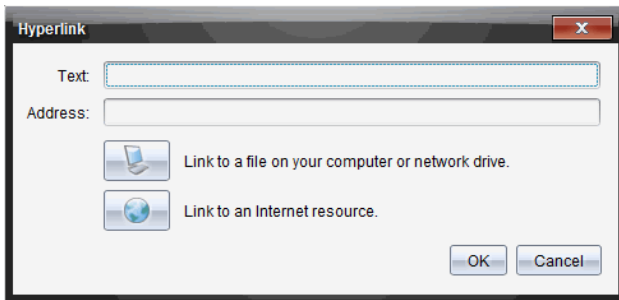 Hyperlink
Text:
Address:
Link to a file on your computer or network drive.
Link to an Internet resource.
OK Cancel